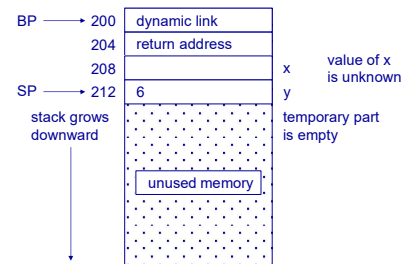 BP 200 dynamic link
204 return address
208 x value of x
is unknown
SP 212 6 y
stack grows
downward
temporary part
is empty
unused memory